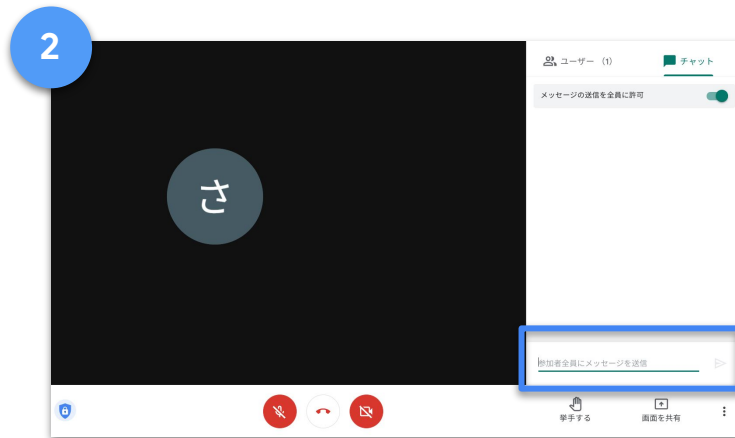 2
ユーザー (1)
チャット
メッセージの送信を全員に許可
さ
参加者全員にメッセージを送信
挙手する
画面を共有